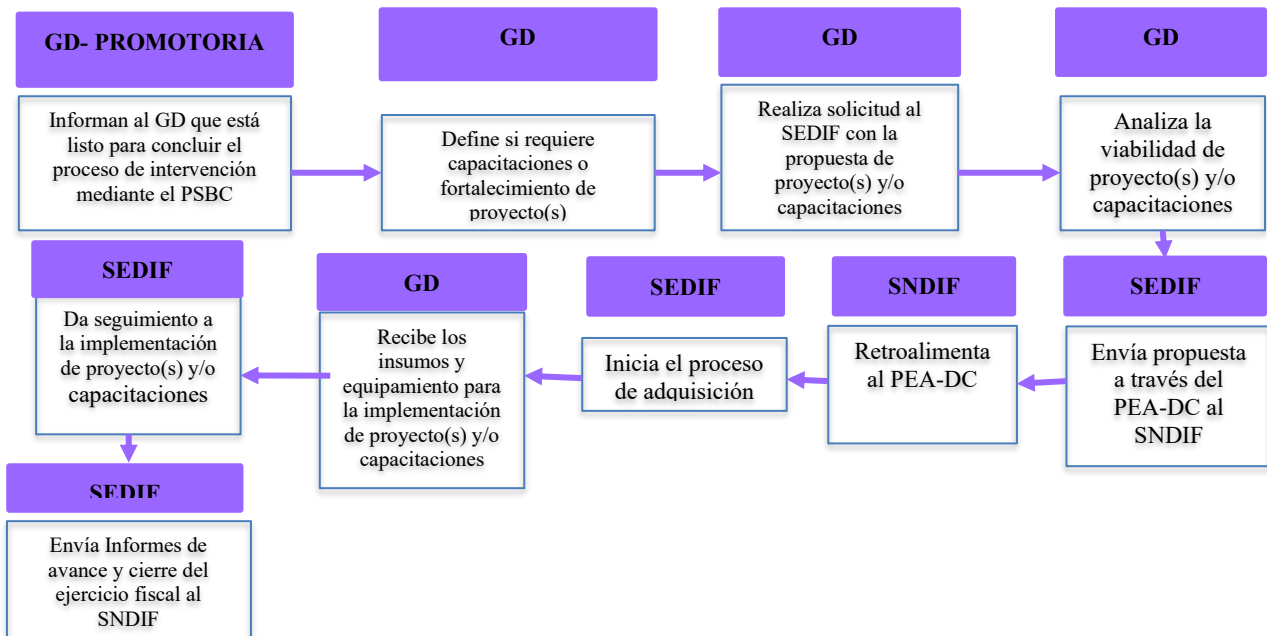 GD- PROMOTORIA
Informan al GD que está
listo para concluir el
proceso de intervención
mediante el PSBC
GD
Define si requiere
capacitaciones o
fortalecimiento de
proyecto(s)
GD
Realiza solicitud al
SEDIF con la
propuesta de
proyecto(s) y/o
capacitaciones
GD
Analiza la
viabilidad de
proyecto(s) y/o
capacitaciones
SEDIF
Envía propuesta
a través del
PEA-DC al
SNDIF
SNDIF
Retroalimenta
al PEA-DC
SEDIF
Inicia el proceso
de adquisición
GD
Recibe los
insumos y
equipamiento para
la implementación
de proyecto(s) y/o
capacitaciones
SEDIF
Da seguimiento a
la implementación
de proyecto(s) y/o
capacitaciones
SEDIF
Envía Informes de
avance y cierre del
ejercicio fiscal al
SNDIF